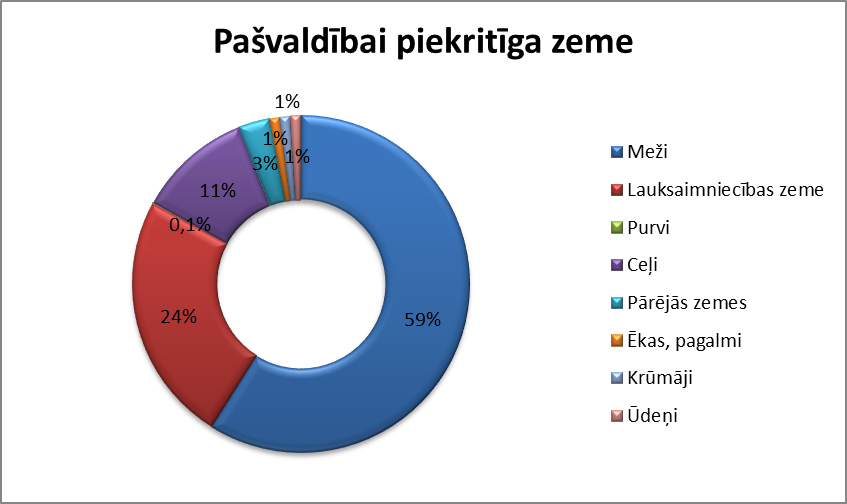 Pašvaldībai piekritīga zeme
1%
1%
1%
3%
11%
0,1%
24%
59%
Meži
Lauksaimniecības zeme
Purvi
Ceļi
Pārējās zemes
Ēkas, pagalmi
Krūmāji
Ūdeņi